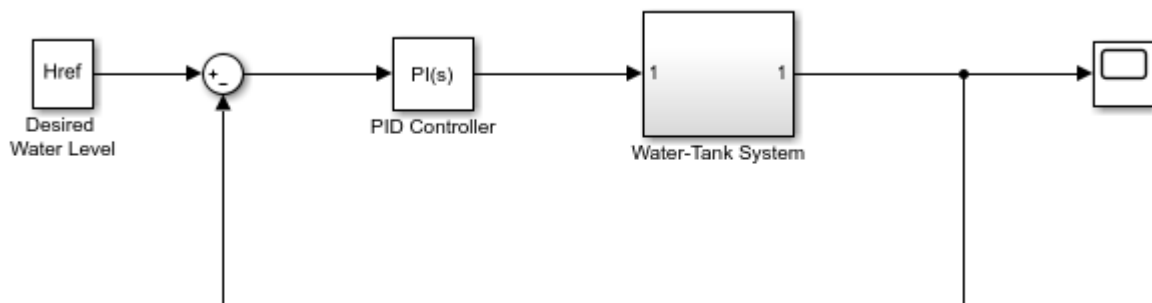 Href
Desired
Water Level
+
−
PI(s)
PID Controller
1
1
Water-Tank System